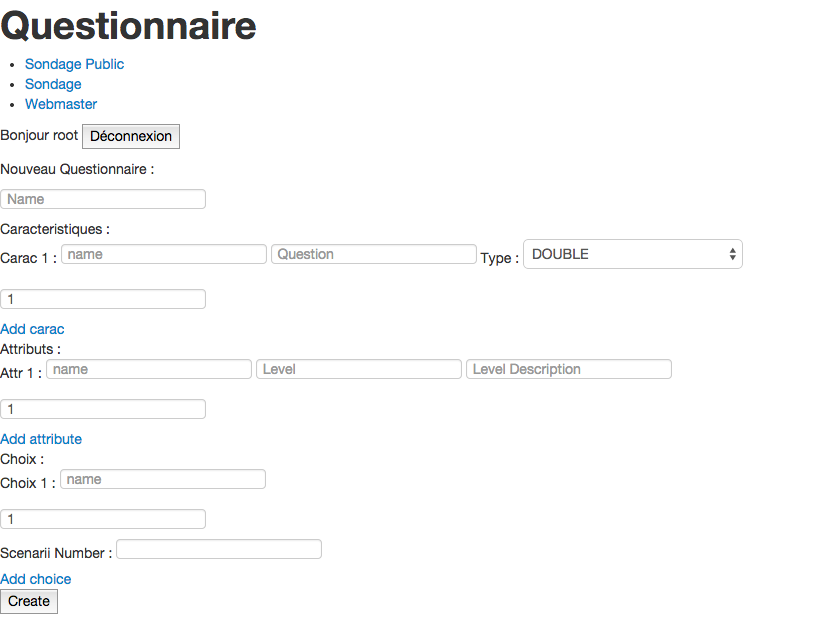 Questionnaire
Sondage Public
Sondage
Webmaster
Bonjour root Déconnexion
Nouveau Questionnaire :
Name
Caracteristiques :
Carac 1 : name Question Type : DOUBLE
1
Add carac
Attributs :
Attr 1 : name Level Level Description
1
Add attribute
Choix :
Choix 1 : name
1
Scenarii Number :
Add choice
Create